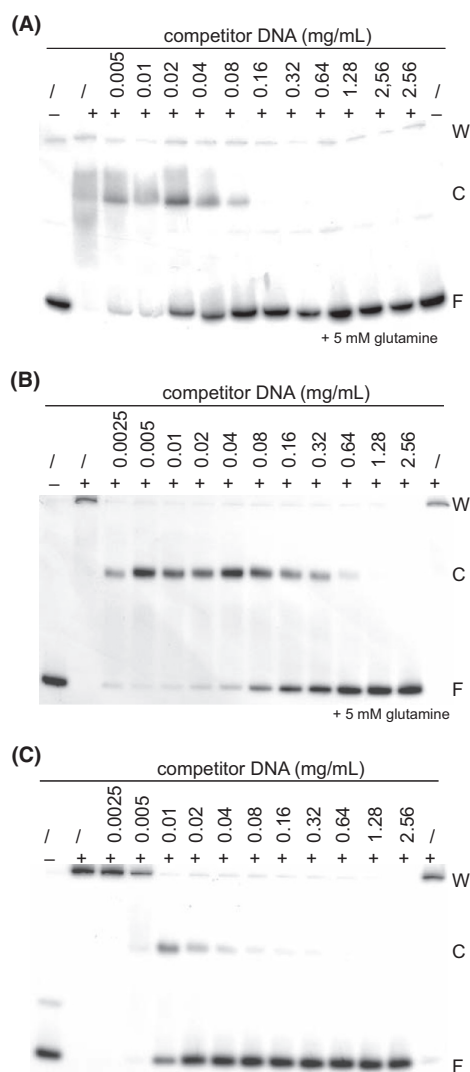 (A)
competitor DNA (mg/mL)
/ / 0.005 0.01 0.02 0.04 0.08 0.16 0.32 0.64 1.28 2.56 2.56 /
– + + + + + + + + + + + + –
W
C
F
+ 5 mM glutamine
(B)
competitor DNA (mg/mL)
/ / 0.0025 0.005 0.01 0.02 0.04 0.08 0.16 0.32 0.64 1.28 2.56 /
– + + + + + + + + + + + + +
W
C
F
+ 5 mM glutamine
(C)
competitor DNA (mg/mL)
/ / 0.0025 0.005 0.01 0.02 0.04 0.08 0.16 0.32 0.64 1.28 2.56 /
– + + + + + + + + + + + + +
W
C
F